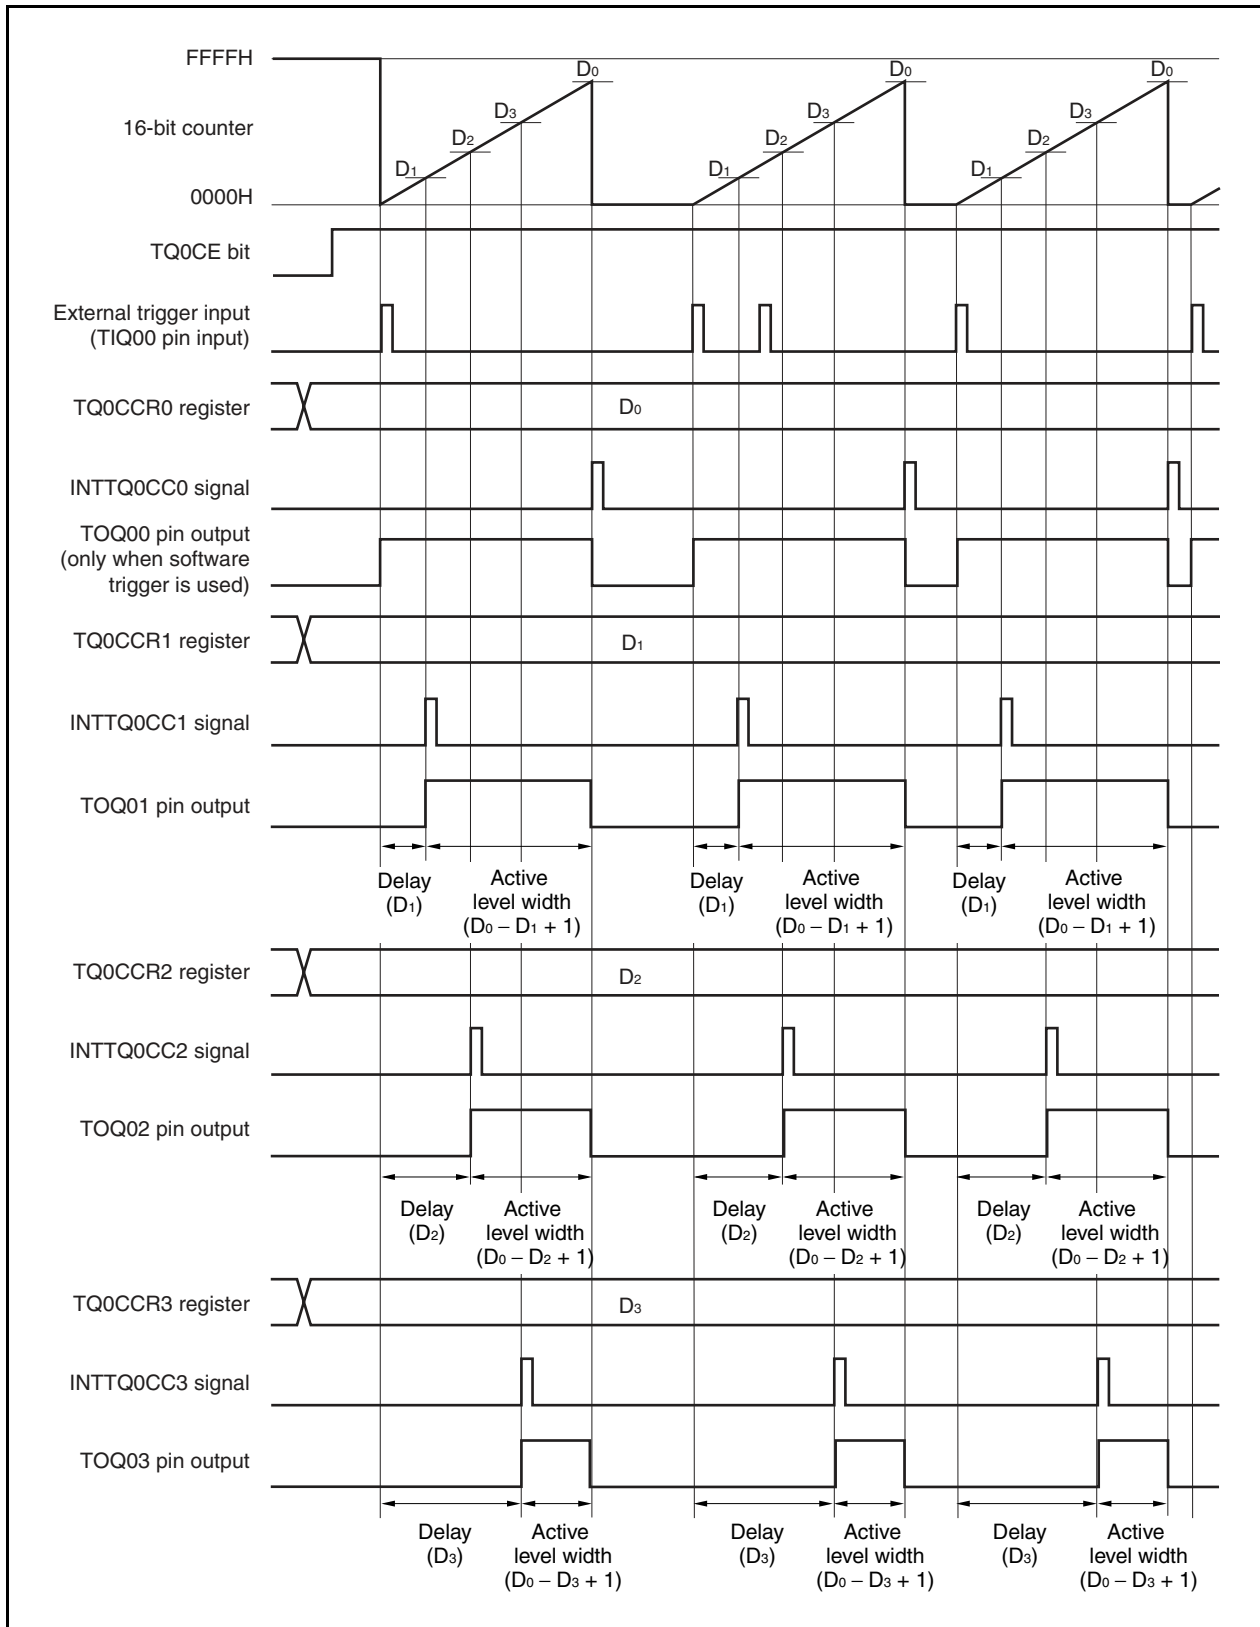 FFFFH
D0 D0 D0
D3 D3 D3
16-bit counter
D2 D2 D2
D1 D1 D1
0000H
TQ0CE bit
External trigger input
(TIQ00 pin input)
TQ0CCR0 register
D0
INTTQ0CC0 signal
TOQ00 pin output
(only when software
trigger is used)
TQ0CCR1 register
D1
INTTQ0CC1 signal
TOQ01 pin output
Delay
(D1)
Active
level width
(D0 – D1 + 1)
Delay
(D1)
Active
level width
(D0 – D1 + 1)
Delay
(D1)
Active
level width
(D0 – D1 + 1)
TQ0CCR2 register
D2
INTTQ0CC2 signal
TOQ02 pin output
Delay
(D2)
Active
level width
(D0 – D2 + 1)
Delay
(D2)
Active
level width
(D0 – D2 + 1)
Delay
(D2)
Active
level width
(D0 – D2 + 1)
TQ0CCR3 register
D3
INTTQ0CC3 signal
TOQ03 pin output
Delay
(D3)
Active
level width
(D0 – D3 + 1)
Delay
(D3)
Active
level width
(D0 – D3 + 1)
Delay
(D3)
Active
level width
(D0 – D3 + 1)